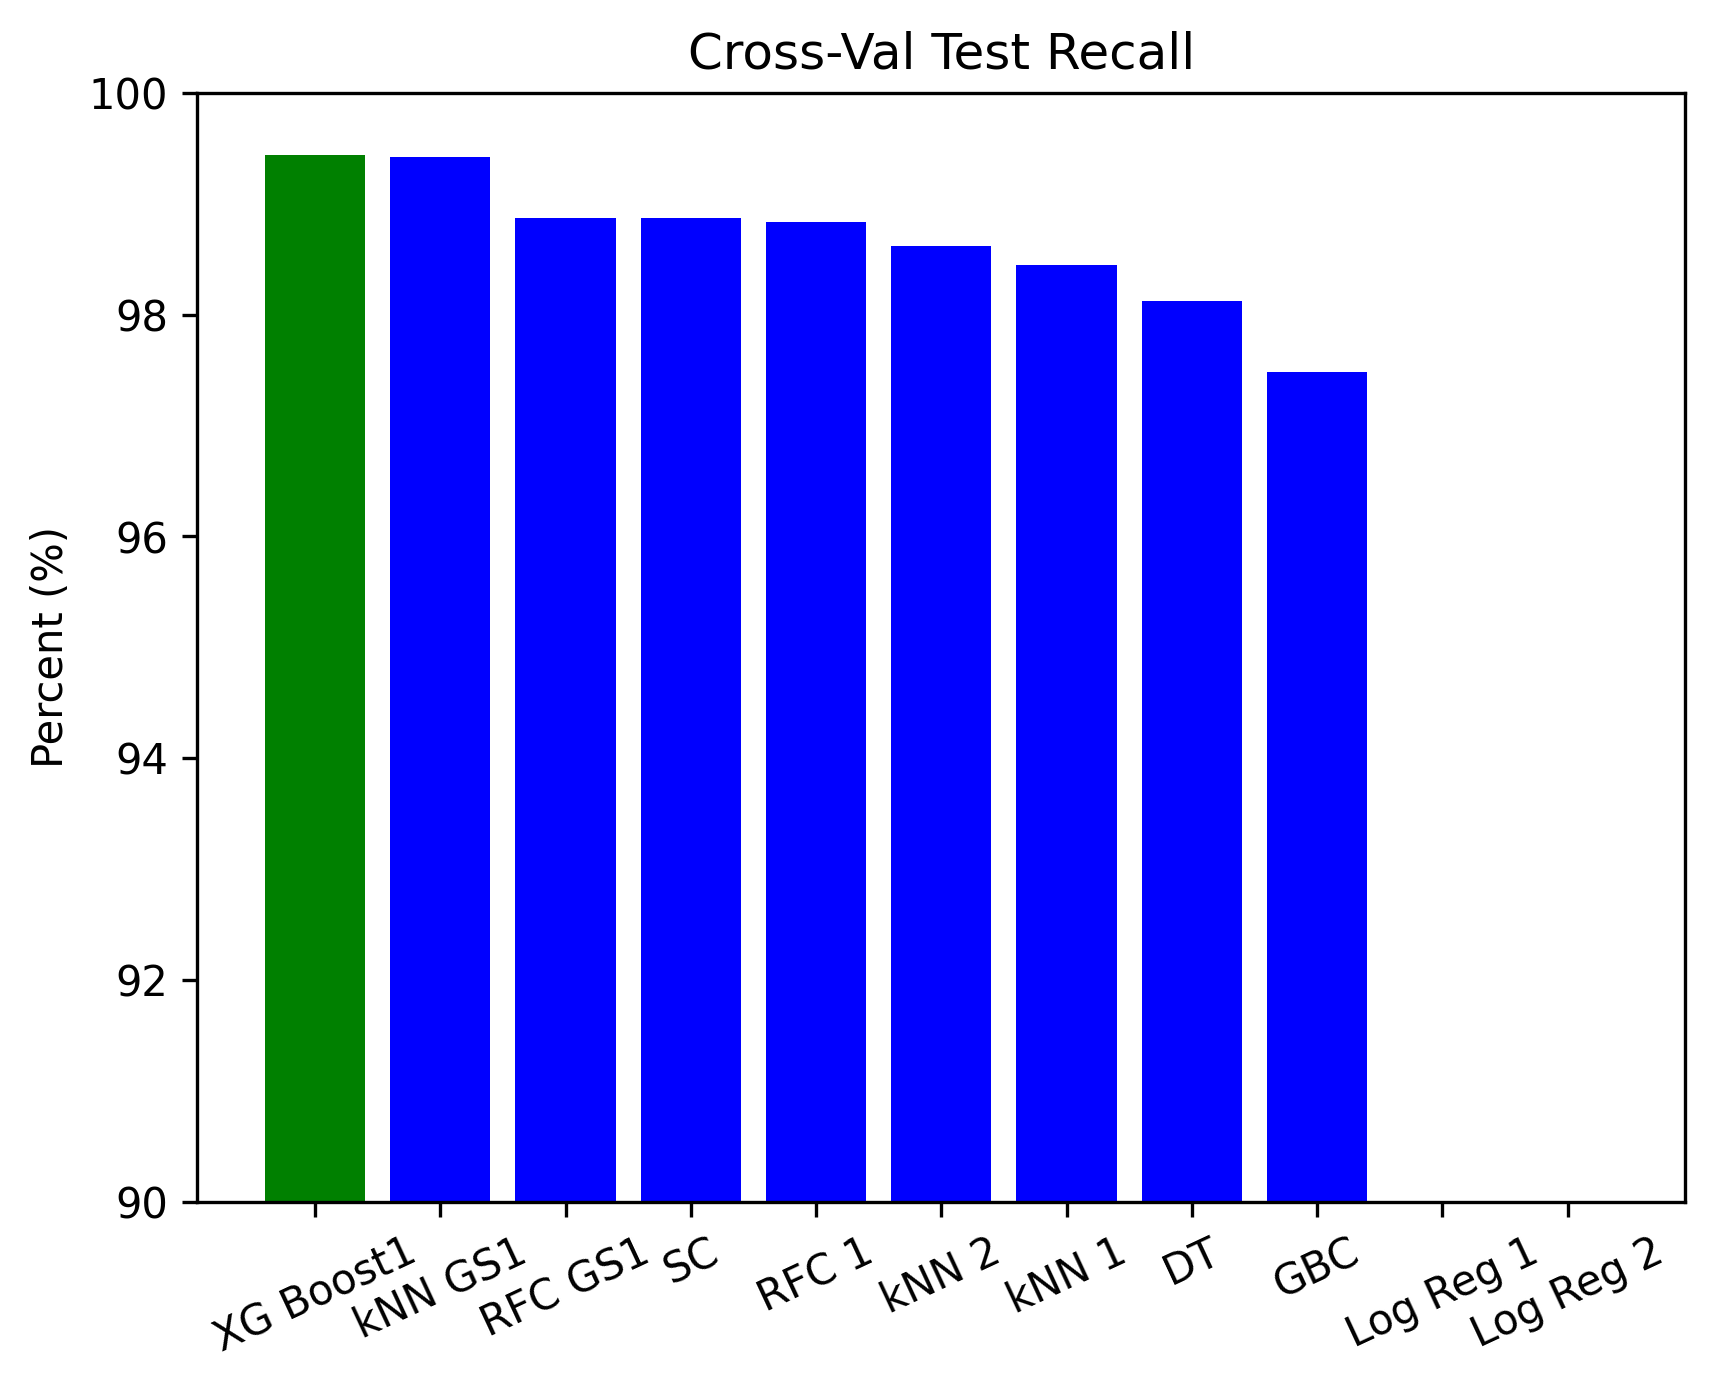 Cross-Val Test Recall
Percent (%)
100
98
96
94
92
90
XG Boost1
kNN GS1
RFC GS1
SC
RFC 1
kNN 2
kNN 1
DT
GBC
Log Reg 1
Log Reg 2